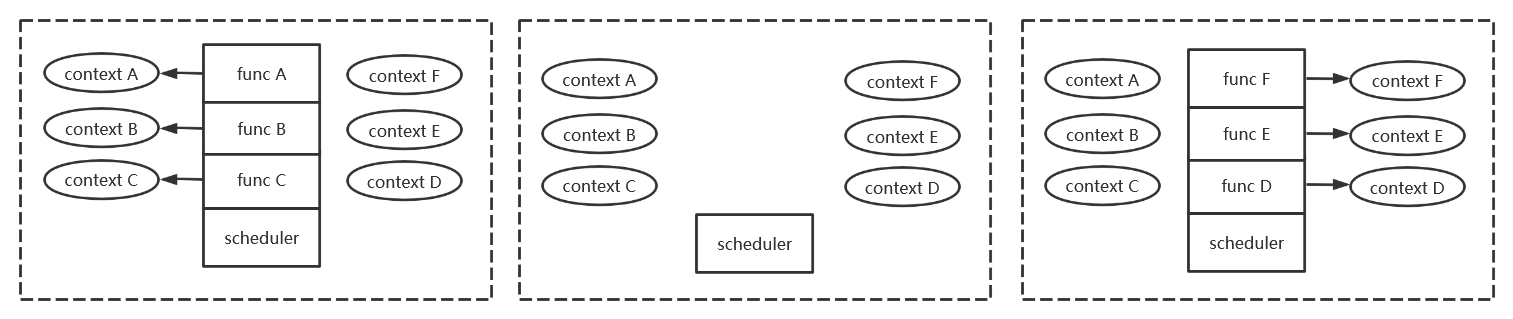 context A
func A
context F
context B
func B
context E
context C
func C
context D
scheduler
context A
context F
context B
context E
context C
context D
scheduler
context A
func F
context F
context B
func E
context E
context C
func D
context D
scheduler